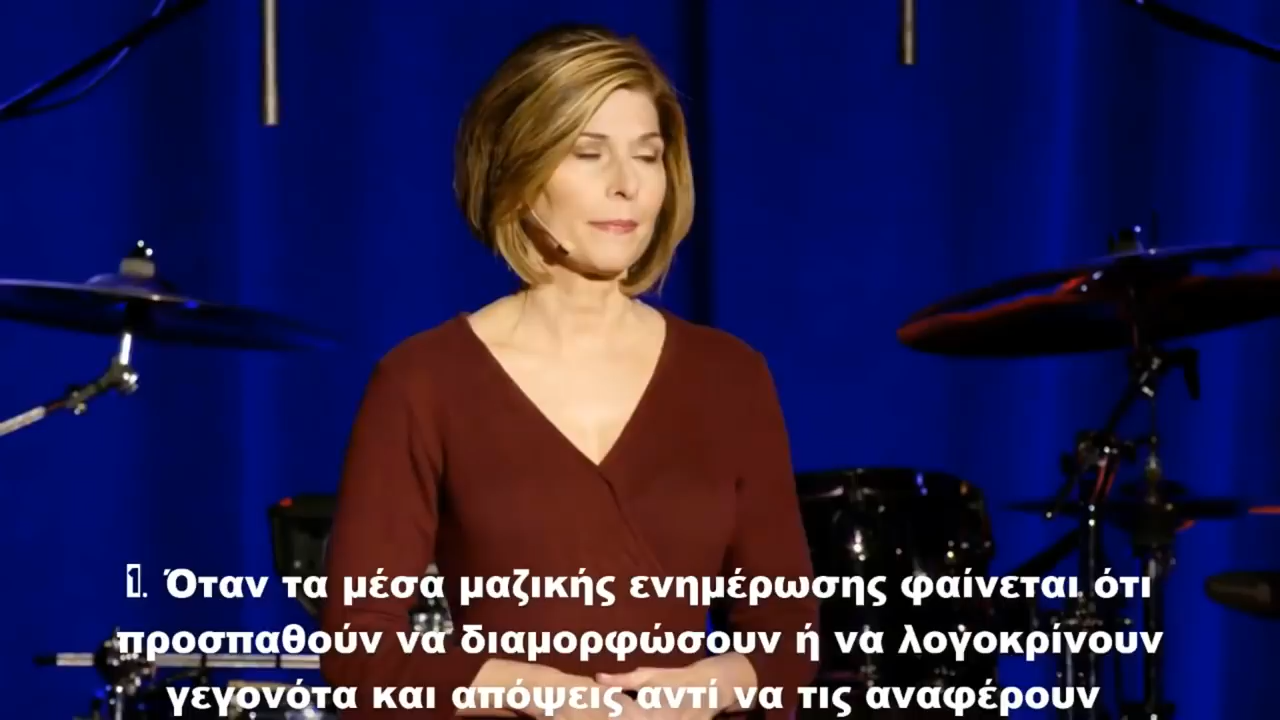 1. Όταν τα μέσα μαζικής ενημέρωσης φαίνεται ότι
προσπαθούν να διαμορφώσουν ή να λογοκρίνουν
γεγονότα και απόψεις αντί να τις αναφέρουν